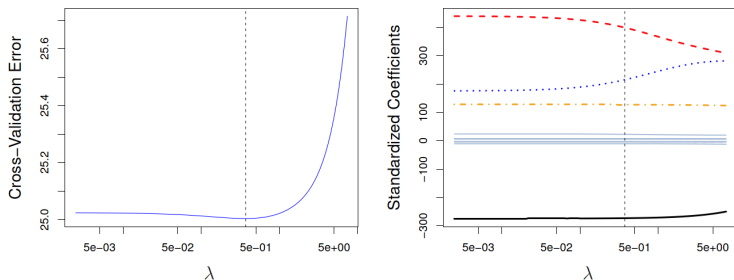 Cross-Validation Error
25.0 25.2 25.4 25.6
5e-03 5e-02 5e-01 5e+00
λ
Standardized Coefficients
-300 -100 0 100 300
5e-03 5e-02 5e-01 5e+00
λ